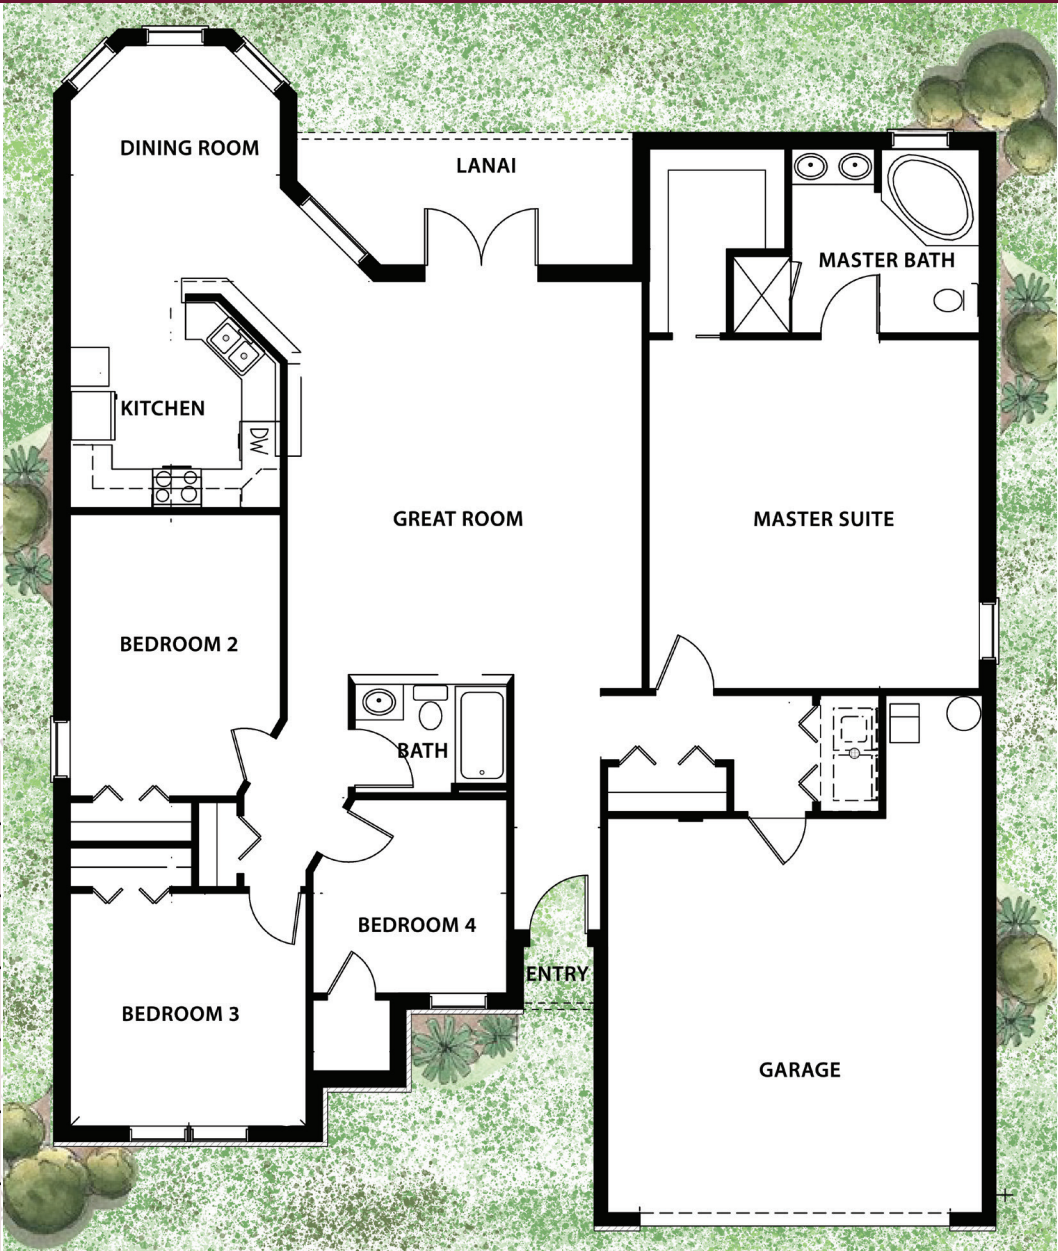 DINING ROOM
LANAI
MASTER BATH
KITCHEN
DW
GREAT ROOM
MASTER SUITE
BEDROOM 2
BATH
BEDROOM 4
ENTRY
BEDROOM 3
GARAGE